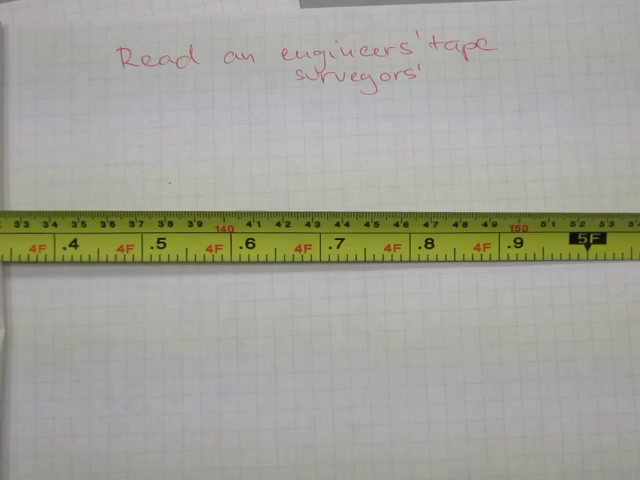 Read an engineers' tape
surveyors'
33 34 35 36 37 38 39 140 41 42 43 44 45 46 47 48 49 150 51 52 53
4F .4 4F .5 4F .6 4F .7 4F .8 4F .9 5F